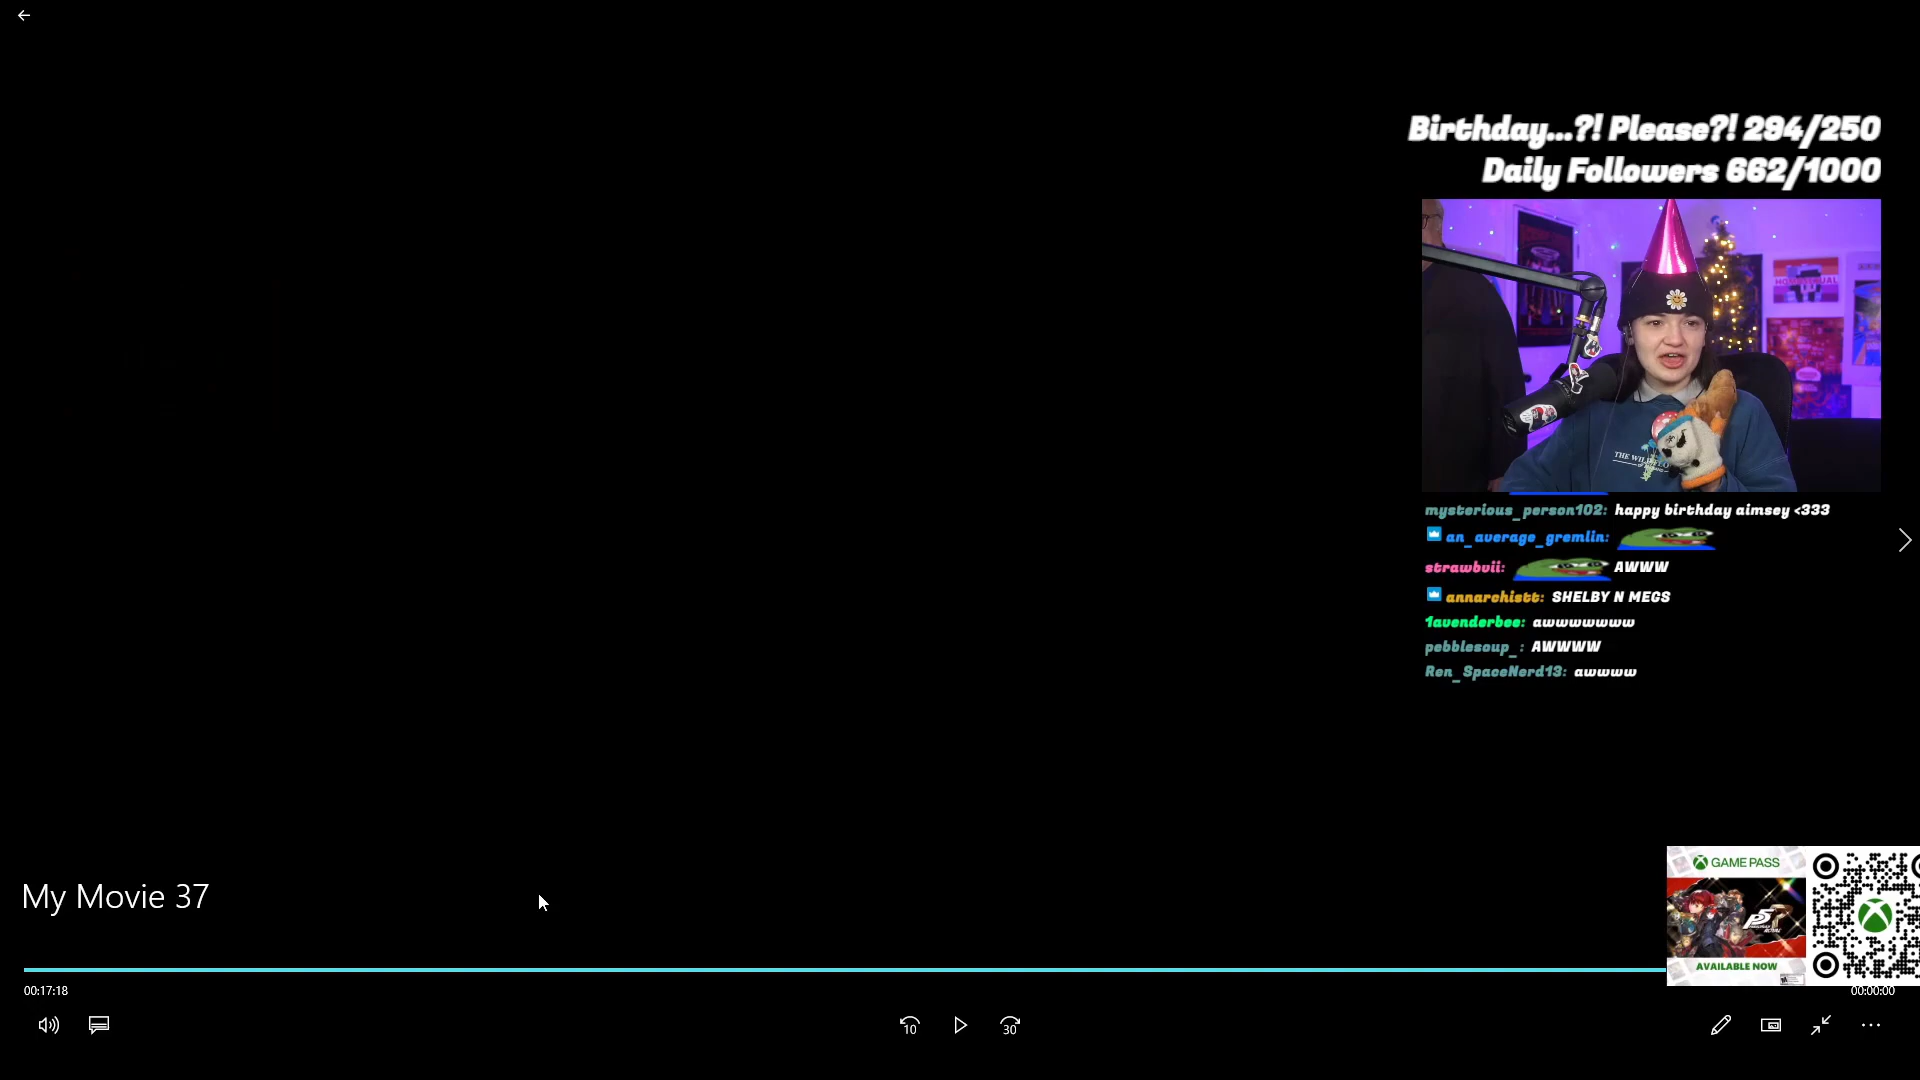 Birthday...?! Please?! 294/250
Daily Followers 662/1000
mysterious_person102: happy birthday aimsey <333
an_average_gremlin:
strawbvii: AWWW
annarchistt: SHELBY N MEGS
1avenderbee: awwwwwww
pebblesoup_: AWWWW
Ren_SpaceNerd13: awwww
GAME PASS
P5
AVAILABLE NOW
My Movie 37
00:17:18
00:00:00
10
30